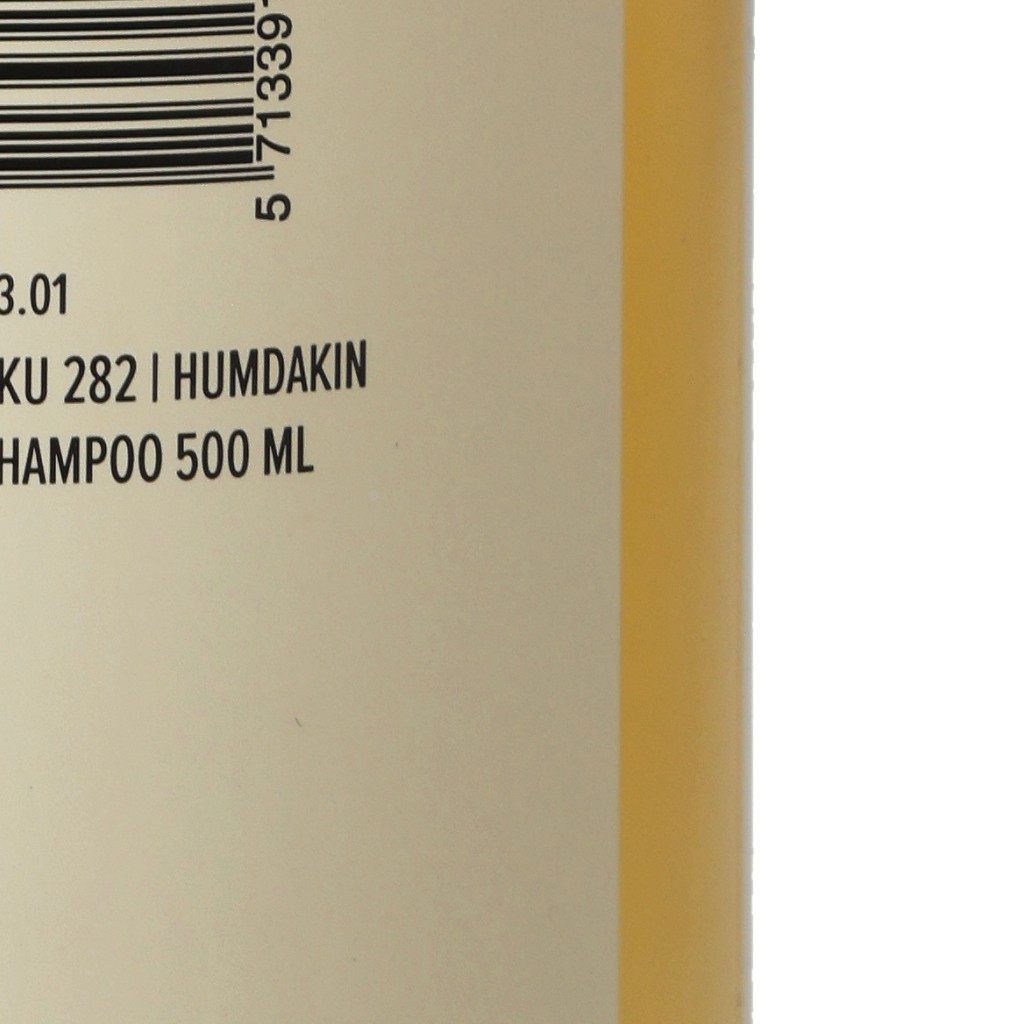 5 71339
3.01
KU 282 | HUMDAKIN
HAMPOO 500 ML